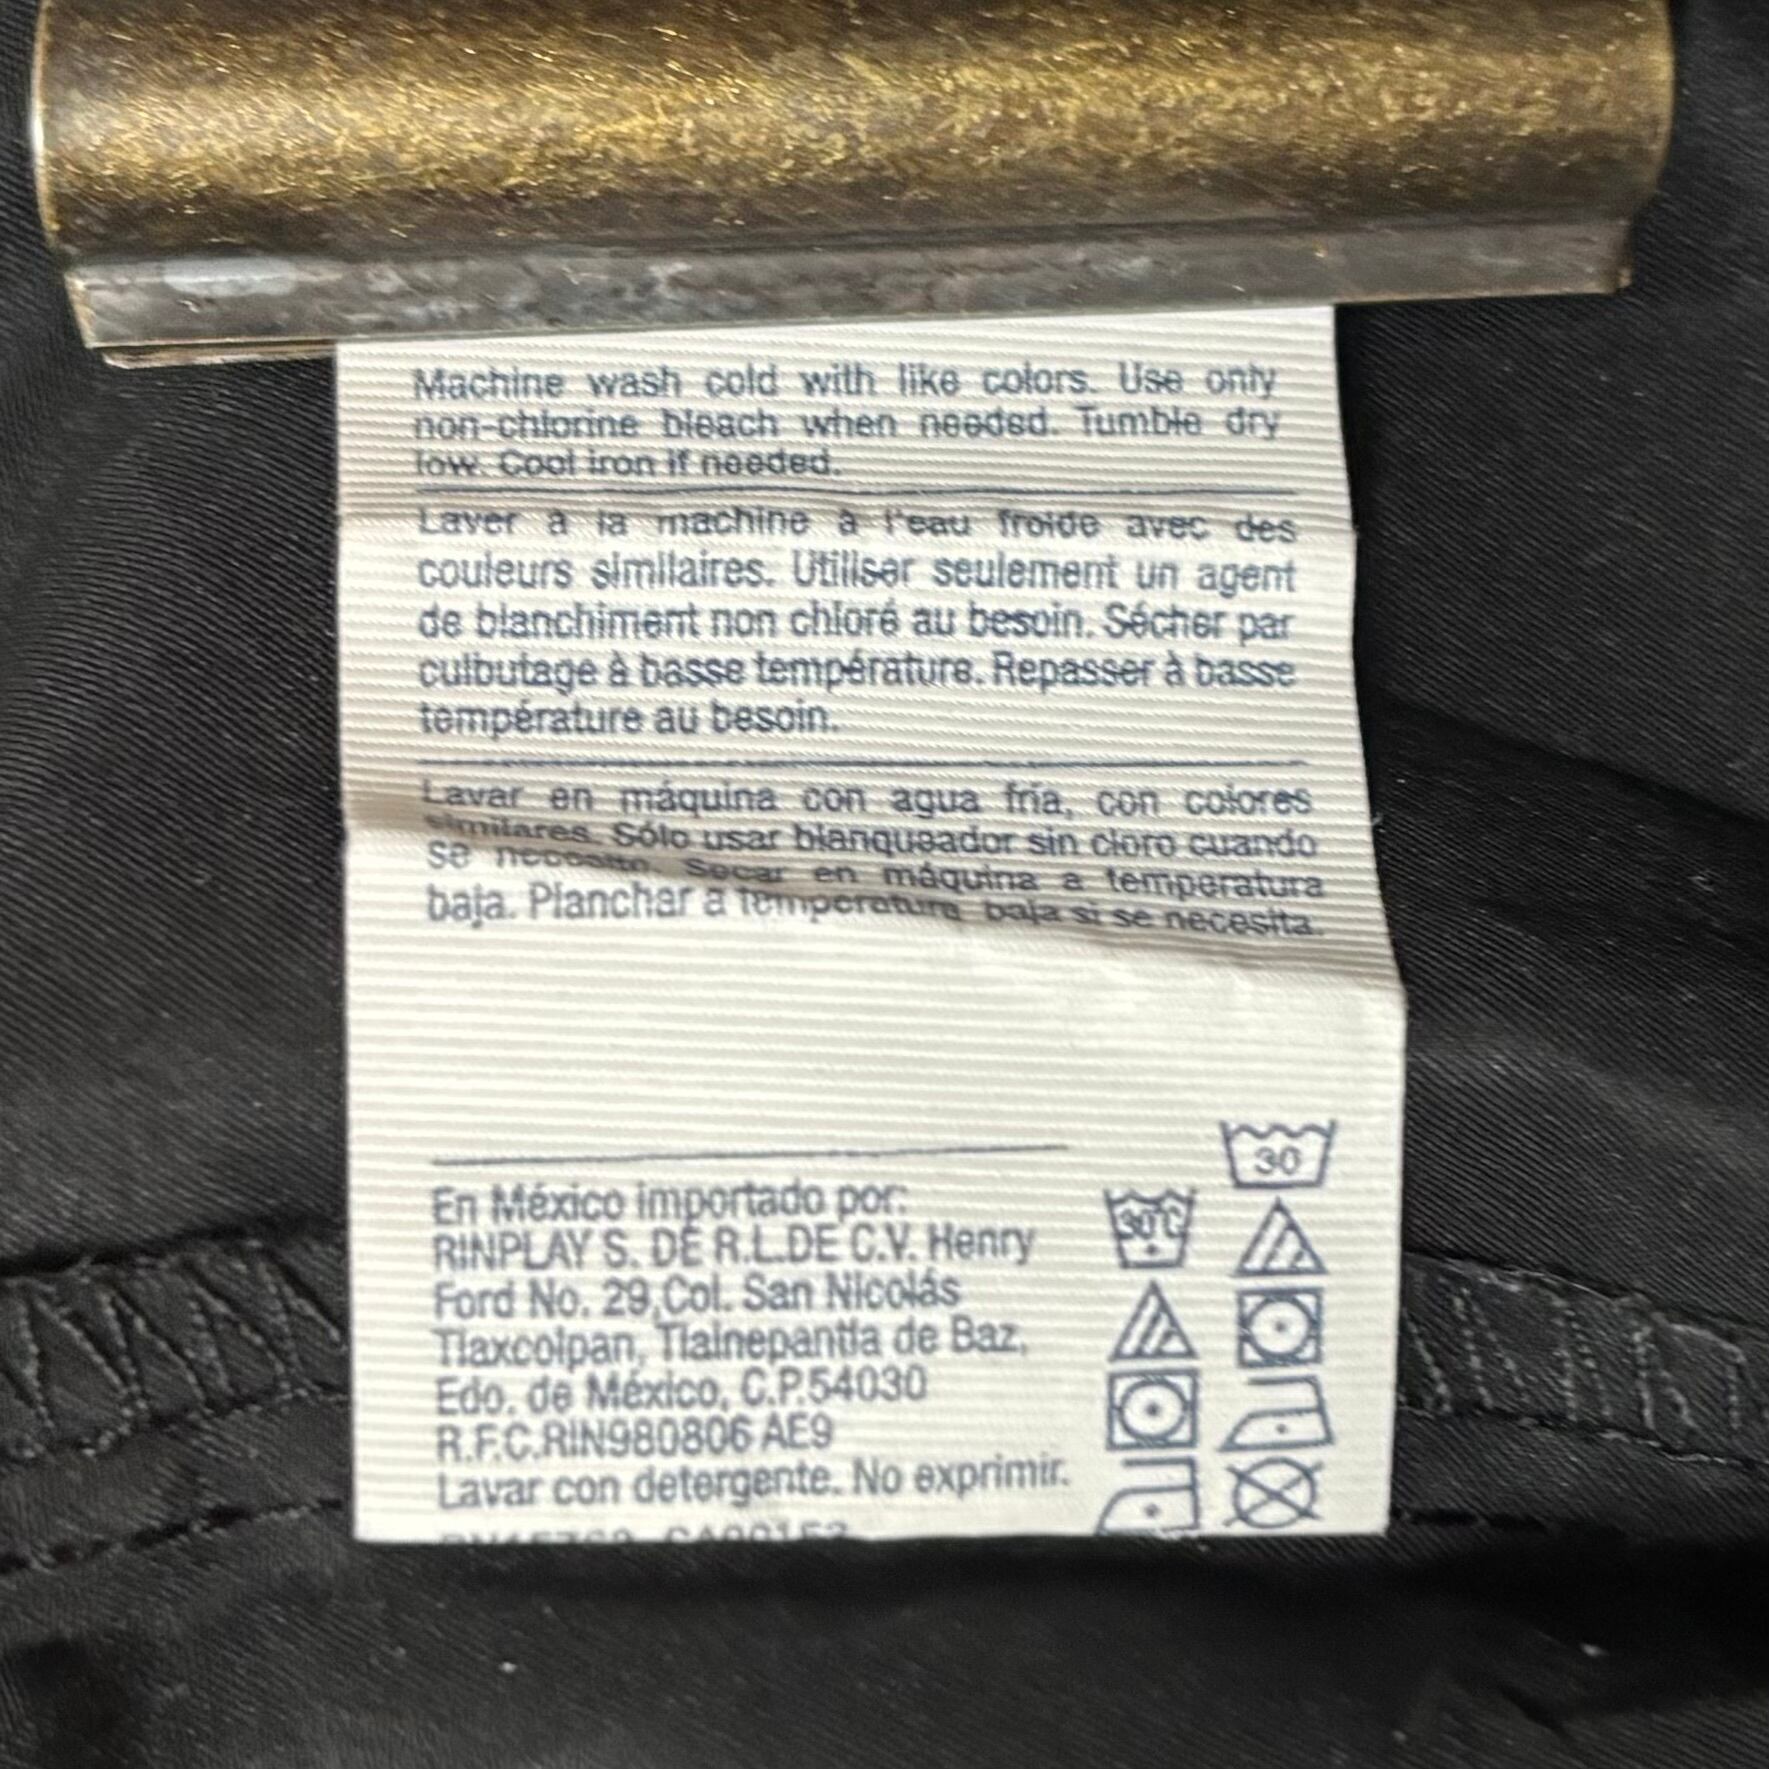 Machine wash cold with like colors. Use only
non-chlorine bleach when needed. Tumble dry
low. Cool iron if needed.
Laver à la machine à l'eau froide avec des
couleurs similaires. Utiliser seulement un agent
de blanchiment non chloré au besoin. Sécher par
culbutage à basse température. Repasser à basse
température au besoin.
Lavar en máquina con agua fría, con colores
similares. Sólo usar blanqueador sin cloro cuando
se necesite. Secar en máquina a temperatura
baja. Planchar a temperatura baja si se necesita.
30
30°C
En México importado por:
RINPLAY S. DE R.L.DE C.V. Henry
Ford No. 29,Col. San Nicolás
Tlaxcolpan, Tlalnepantla de Baz,
Edo. de México, C.P.54030
R.F.C.RIN980806 AE9
Lavar con detergente. No exprimir.